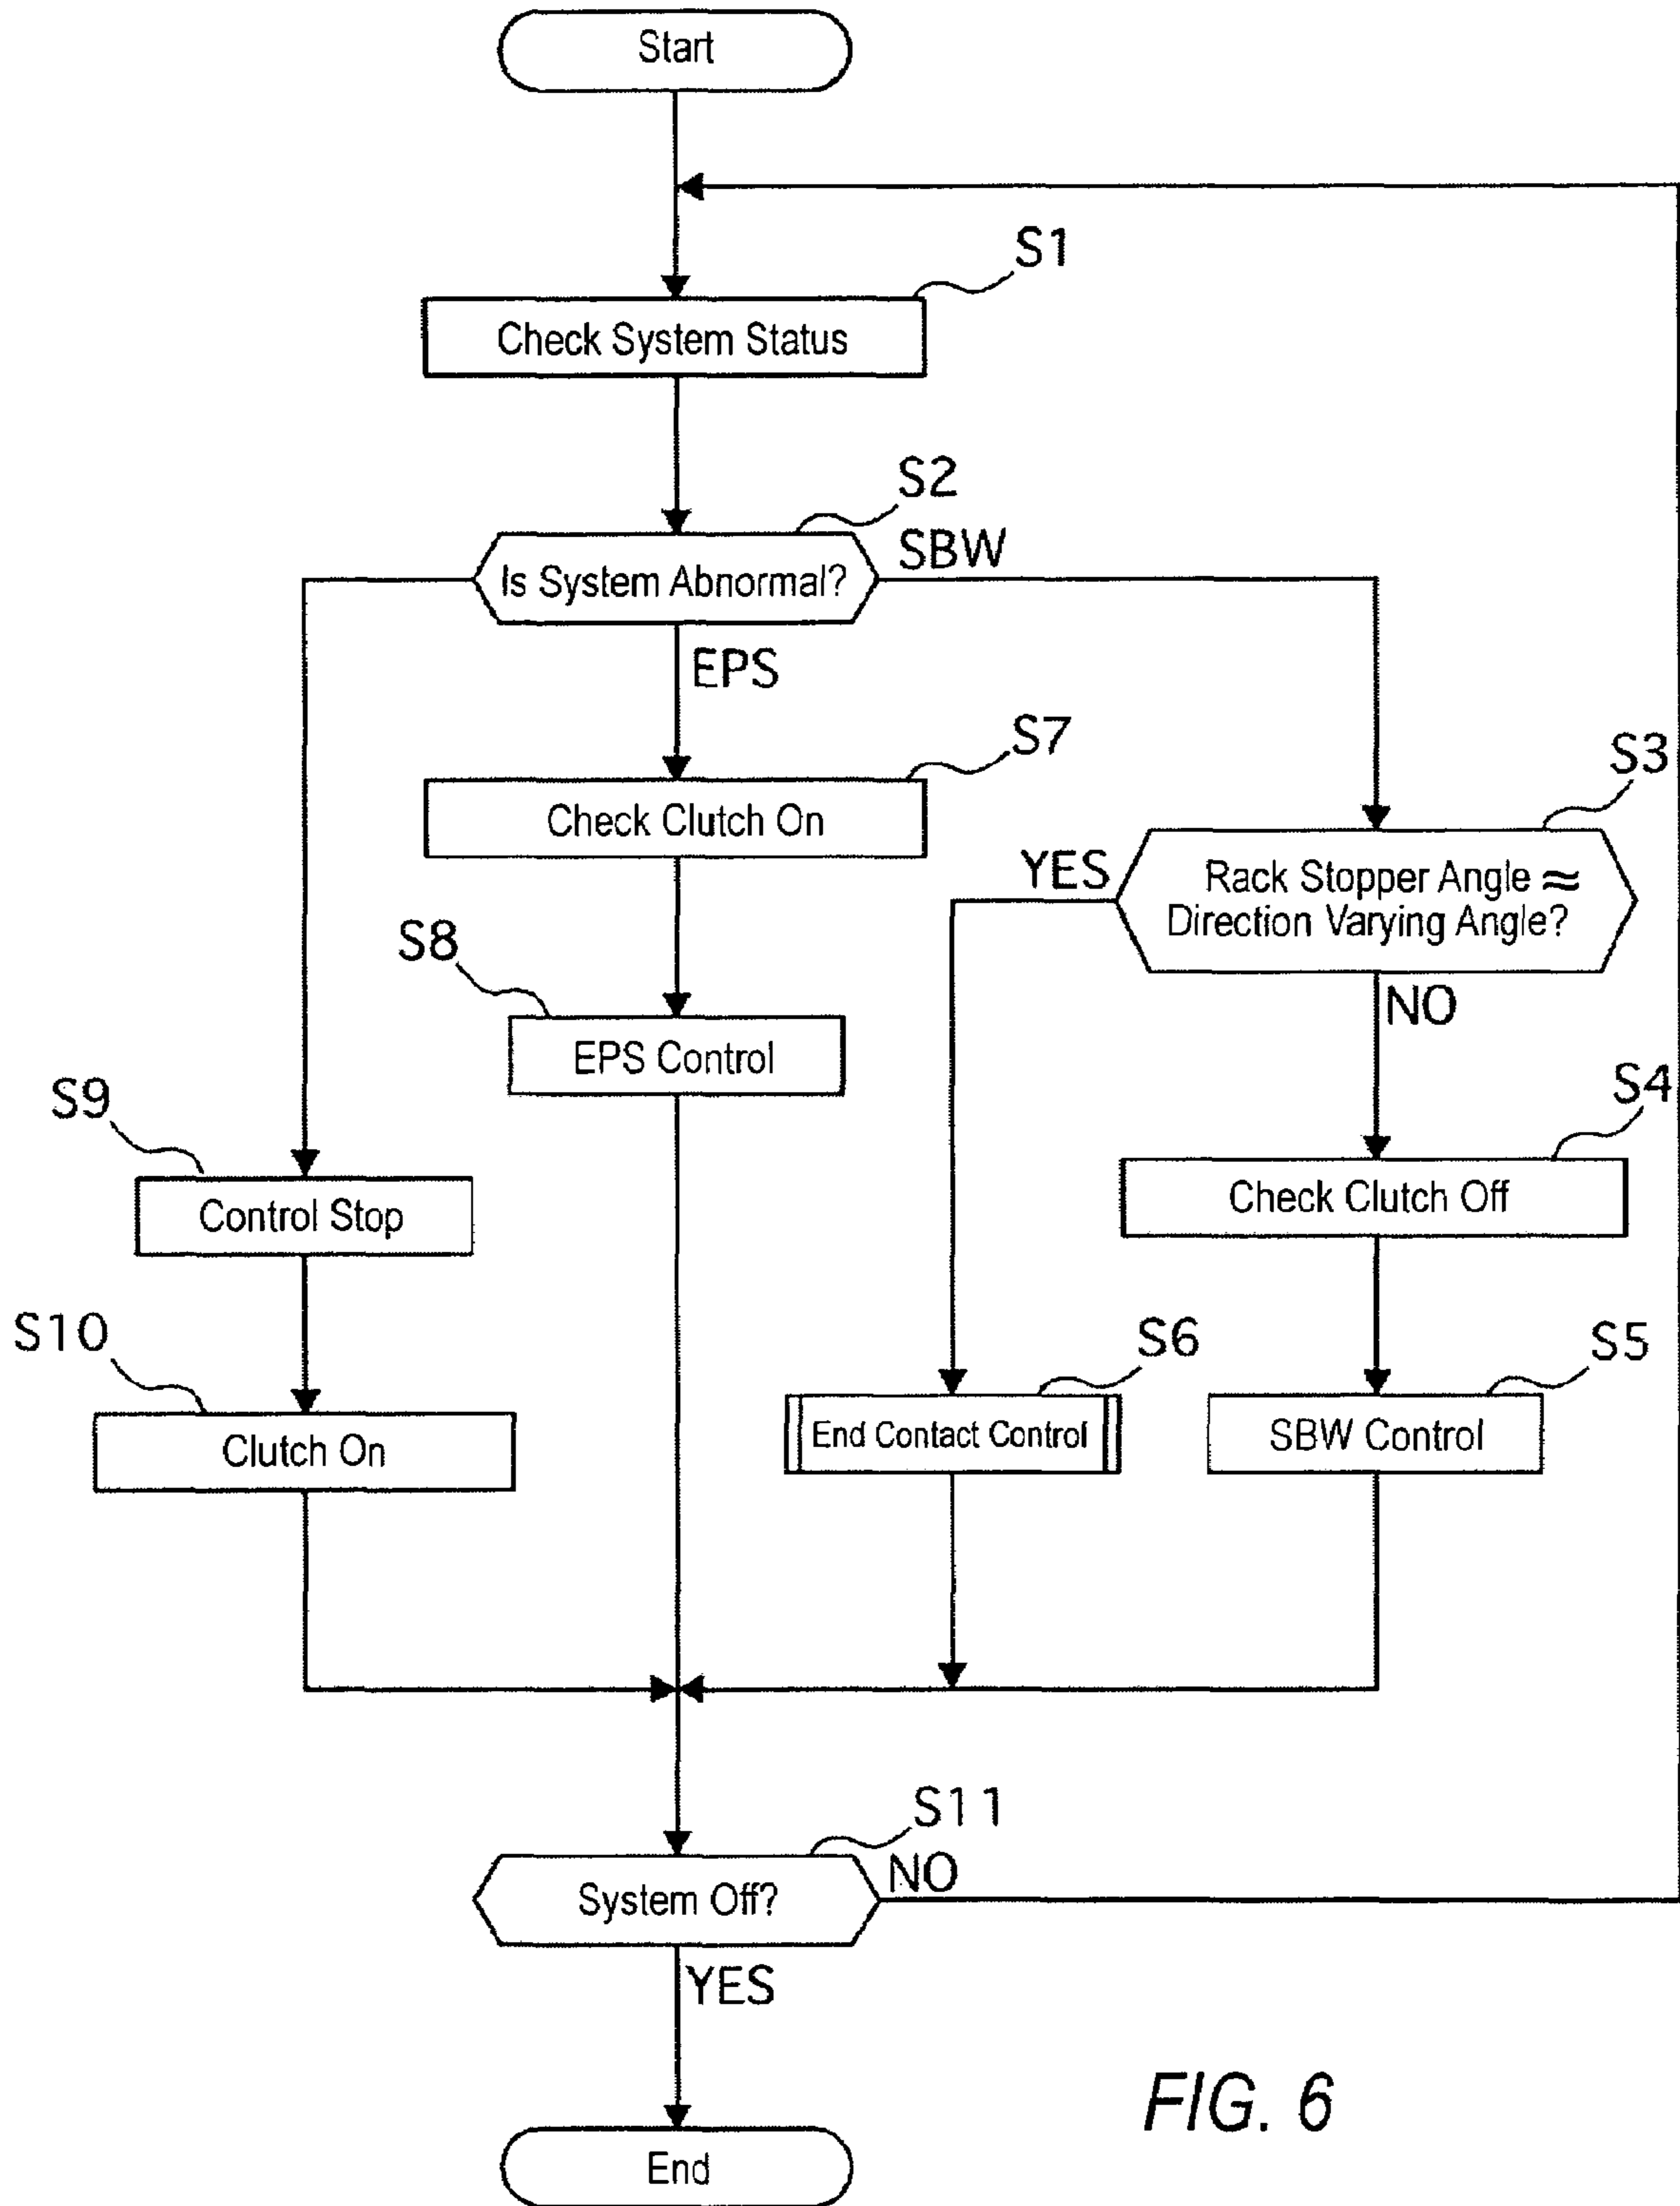 Start
S1
Check System Status
S2
SBW
Is System Abnormal?
EPS
S7
Check Clutch On
S3
YES
Rack Stopper Angle ≈
Direction Varying Angle?
NO
S8
EPS Control
S9
Control Stop
S4
Check Clutch Off
S10
Clutch On
S6
End Contact Control
S5
SBW Control
S11
NO
System Off?
YES
End
FIG. 6